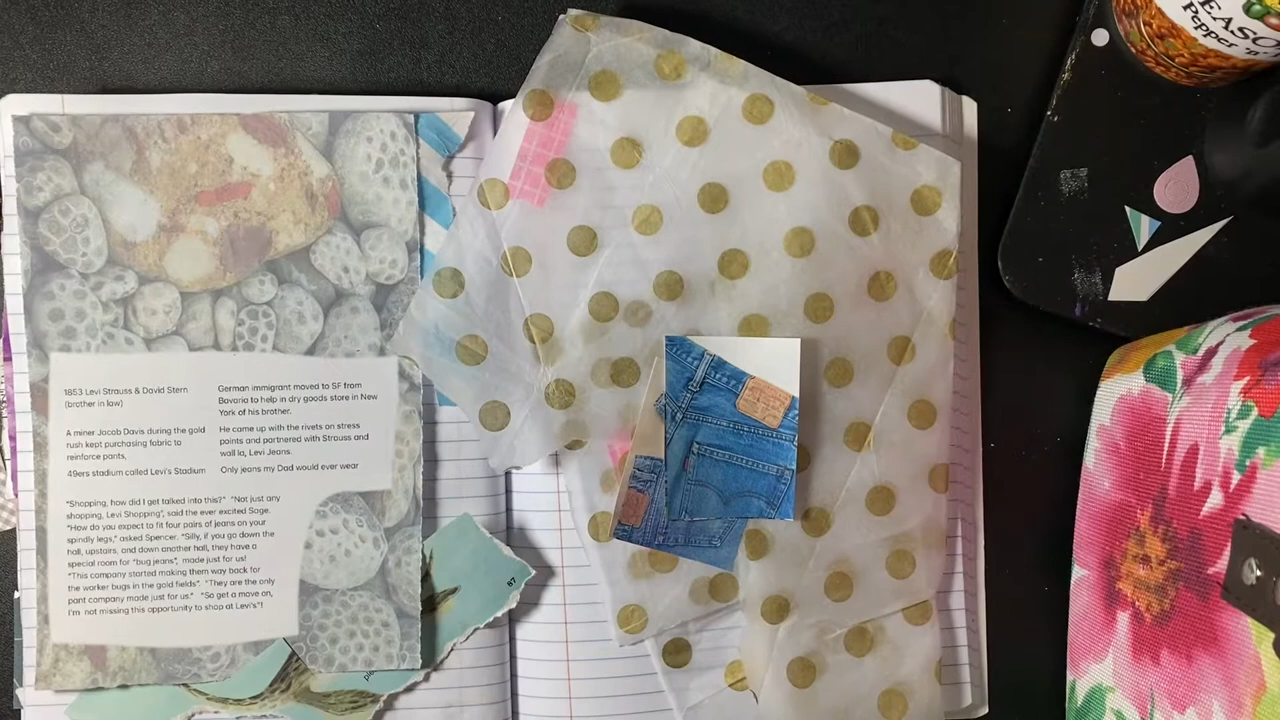 1853 Levi Strauss & David Stern
(brother in law)
A miner Jacob Davis during the gold
rush kept purchasing fabric to
reinforce pants,
49ers stadium called Levi's Stadium
German immigrant moved to SF from
Bavaria to help in dry goods store in New
York of his brother.
He came up with the rivets on stress
points and partnered with Strauss and
wall la, Levi Jeans.
Only jeans my Dad would ever wear
"Shopping, how did I get talked into this?" "Not just any
shopping, Levi Shopping", said the ever excited Sage.
"How do you expect to fit four pairs of jeans on your
spindly legs," asked Spencer. "Silly, if you go down the
hall, upstairs, and down another hall, they have a
special room for "bug jeans", made just for us!
"This company started making them way back for
the worker bugs in the gold fields". "They are the only
pant company made just for us." "So get a move on,
I'm not missing this opportunity to shop at Levi's"!
87
Pepper